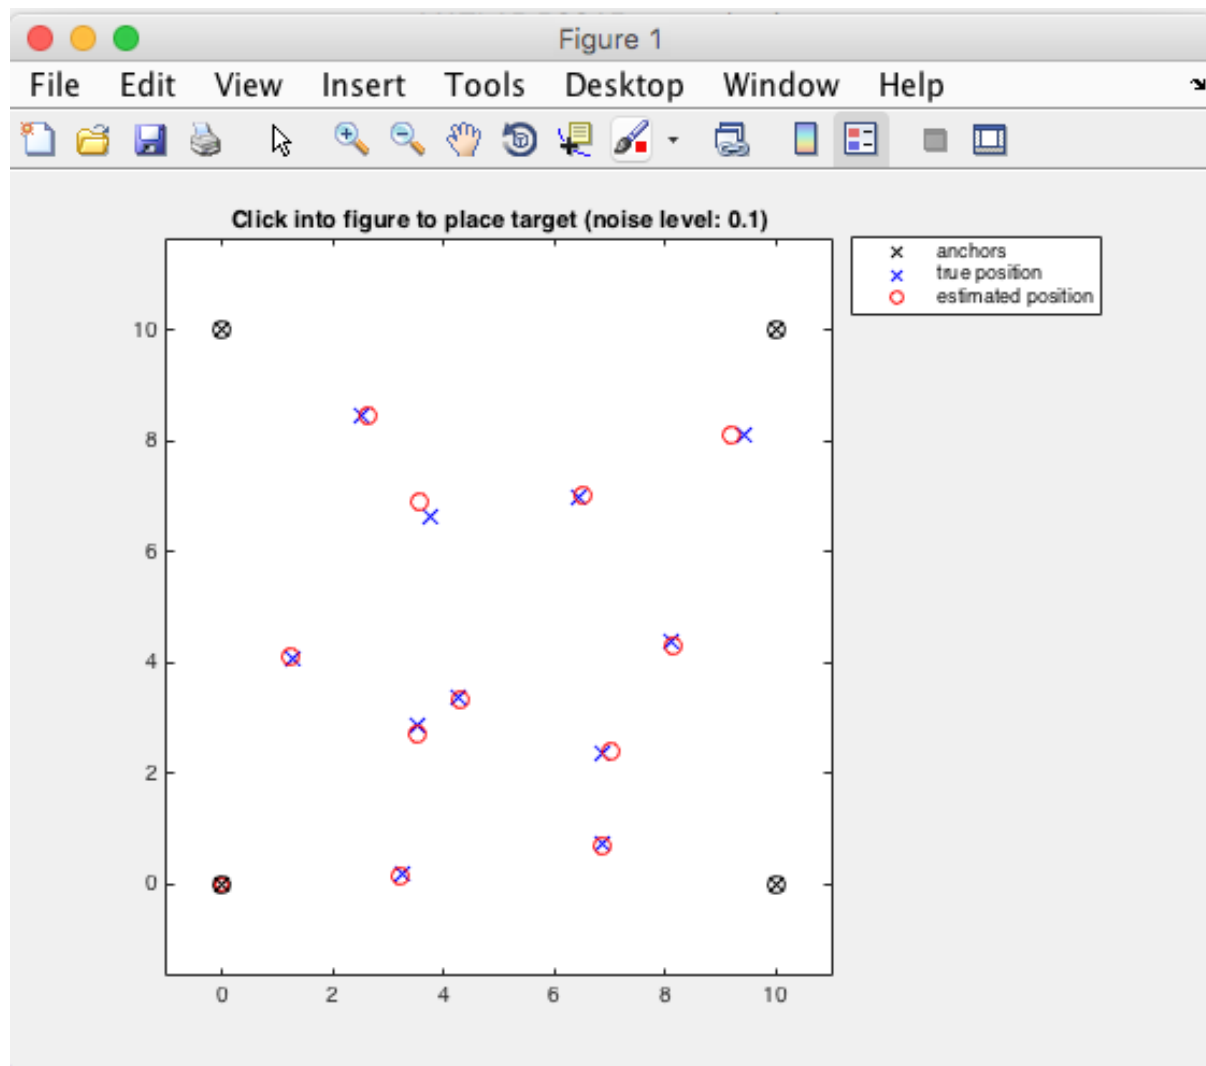 Figure 1
File Edit View Insert Tools Desktop Window Help
Click into figure to place target (noise level: 0.1)
anchors
true position
estimated position
10
8
6
4
2
0
0 2 4 6 8 10